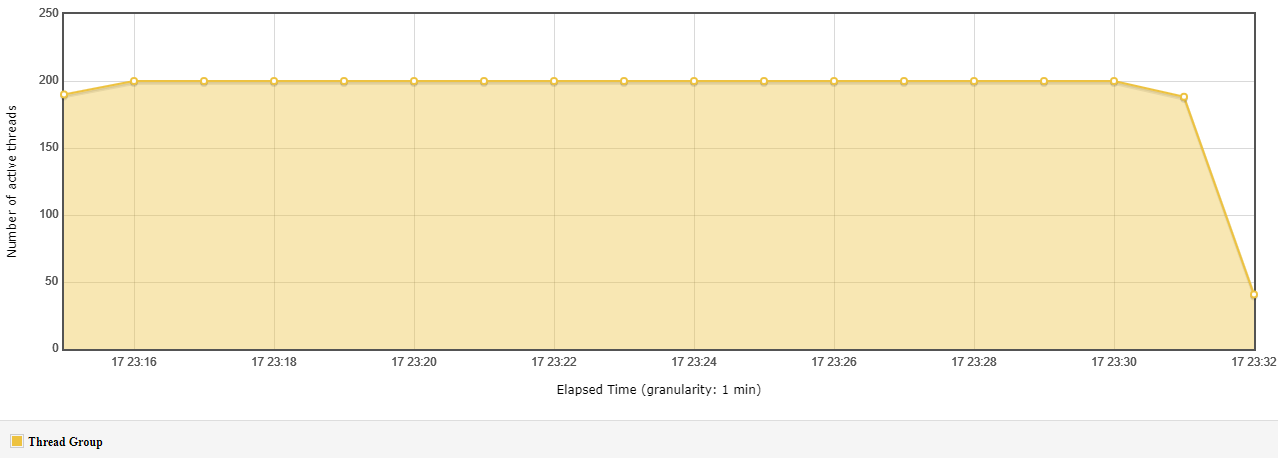 250
200
150
100
50
0
Number of active threads
17 23:16 17 23:18 17 23:20 17 23:22 17 23:24 17 23:26 17 23:28 17 23:30 17 23:32
Elapsed Time (granularity: 1 min)
Thread Group